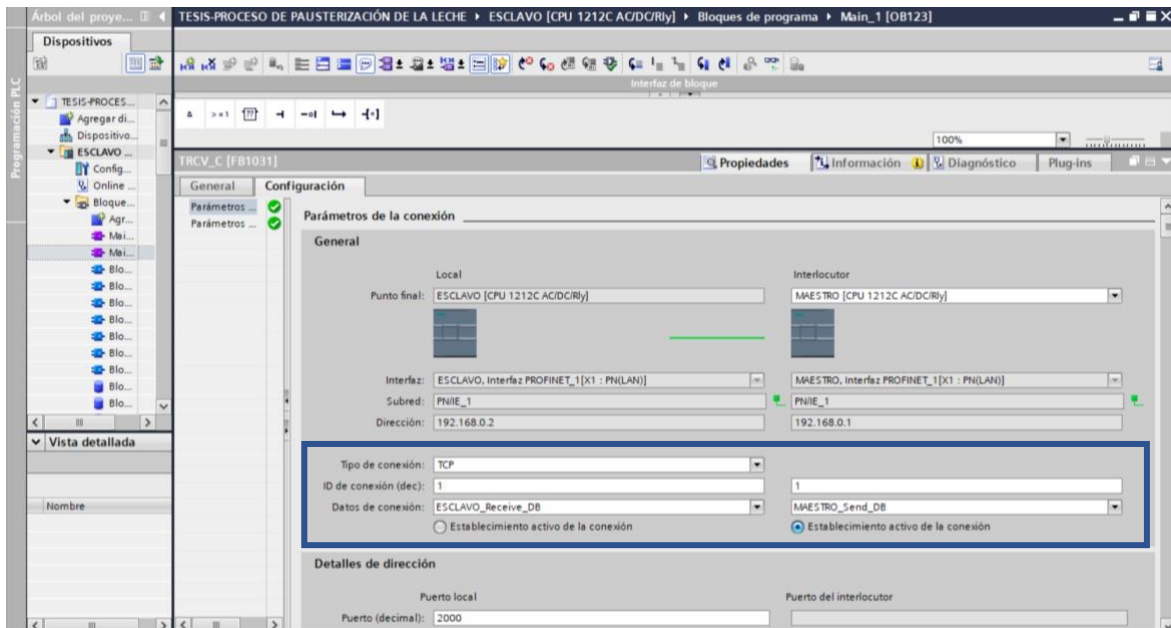 Árbol del proye...
TESIS-PROCESO DE PAUSTERIZACIÓN DE LA LECHE ▸ ESCLAVO [CPU 1212C AC/DC/Rly] ▸ Bloques de programa ▸ Main_1 [OB123]
Dispositivos
Programación PLC
Interfaz de bloque
TESIS-PROCES...
Agregar di...
Dispositivo...
ESCLAVO ...
Config...
Online ...
Bloque...
Agr...
Mai...
Mai...
Blo...
Blo...
Blo...
Blo...
Blo...
Blo...
Blo...
Blo...
Blo...
Vista detallada
Nombre
& >=1 ??
100%
TRCV_C [FB1031]
Propiedades Información Diagnóstico Plug-ins
General Configuración
Parámetros ...
Parámetros ...
Parámetros de la conexión
General
Local Interlocutor
Punto final: ESCLAVO [CPU 1212C AC/DC/Rly] MAESTRO [CPU 1212C AC/DC/Rly]
Interfaz: ESCLAVO, Interfaz PROFINET_1[X1 : PN(LAN)] MAESTRO, Interfaz PROFINET_1[X1 : PN(LAN)]
Subred: PN/IE_1 PN/IE_1
Dirección: 192.168.0.2 192.168.0.1
Tipo de conexión: TCP
ID de conexión (dec): 1 1
Datos de conexión: ESCLAVO_Receive_DB MAESTRO_Send_DB
Establecimiento activo de la conexión Establecimiento activo de la conexión
Detalles de dirección
Puerto local Puerto del interlocutor
Puerto (decimal): 2000